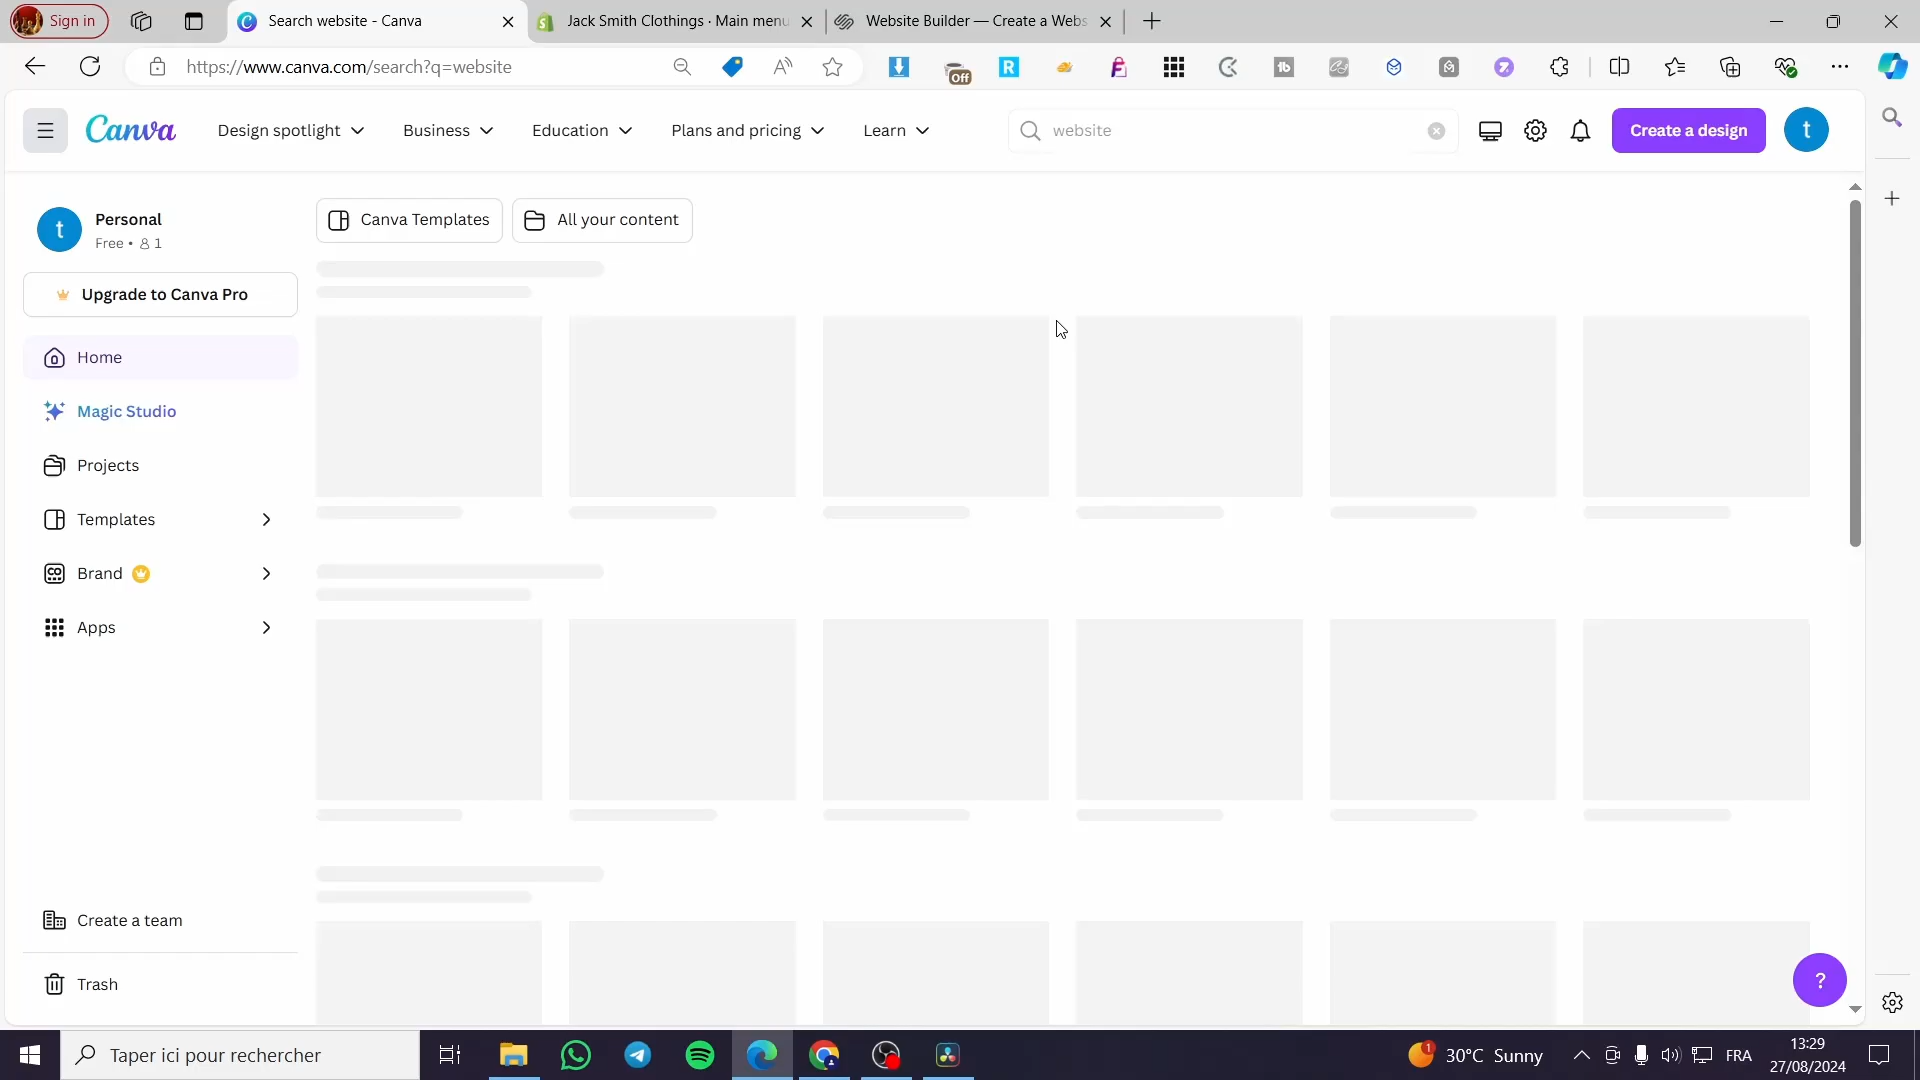 Sign in
Search website - Canva
Jack Smith Clothings · Main menu
Website Builder — Create a Webs
https://www.canva.com/search?q=website
Off
Canva
Design spotlight
Business
Education
Plans and pricing
Learn
website
Create a design
t
t
Personal
Free • 1
Canva Templates
All your content
Upgrade to Canva Pro
Home
Magic Studio
Projects
Templates
Brand
Apps
Create a team
Trash
?
Taper ici pour rechercher
1
30°C Sunny
FRA
13:29
27/08/2024